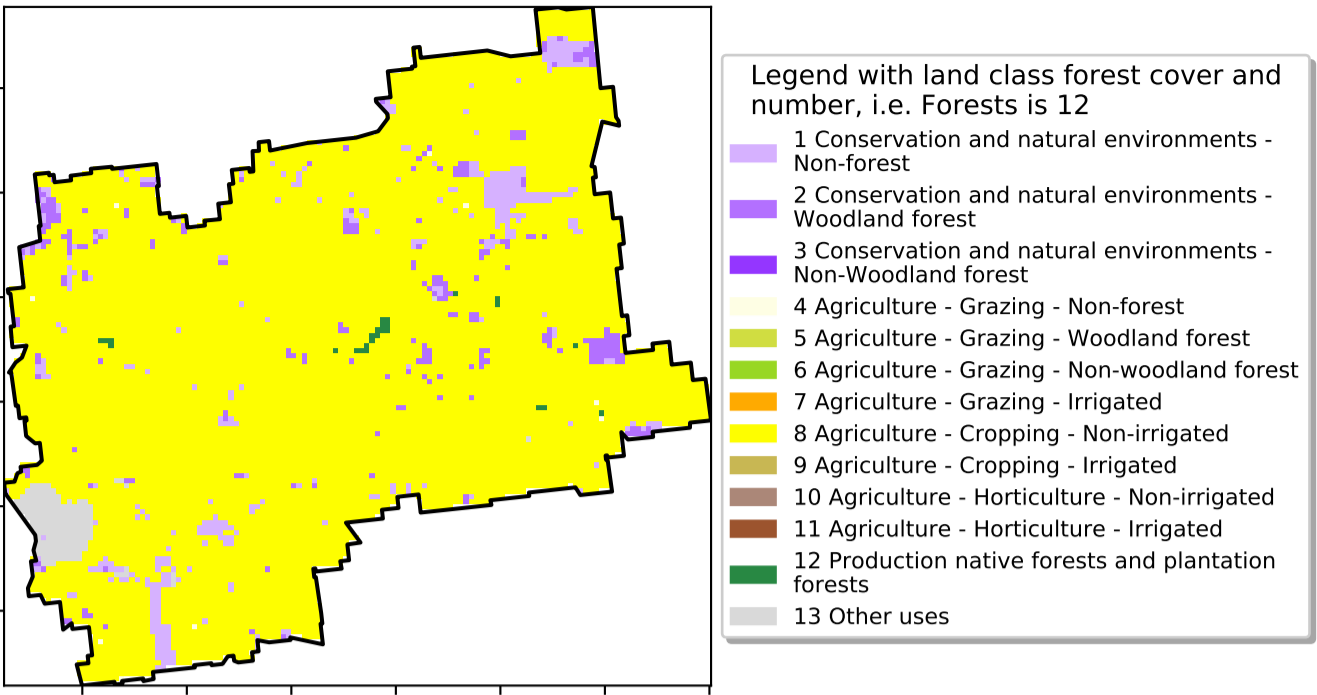 Legend with land class forest cover and
number, i.e. Forests is 12
1 Conservation and natural environments -
Non-forest
2 Conservation and natural environments -
Woodland forest
3 Conservation and natural environments -
Non-Woodland forest
4 Agriculture - Grazing - Non-forest
5 Agriculture - Grazing - Woodland forest
6 Agriculture - Grazing - Non-woodland forest
7 Agriculture - Grazing - Irrigated
8 Agriculture - Cropping - Non-irrigated
9 Agriculture - Cropping - Irrigated
10 Agriculture - Horticulture - Non-irrigated
11 Agriculture - Horticulture - Irrigated
12 Production native forests and plantation
forests
13 Other uses